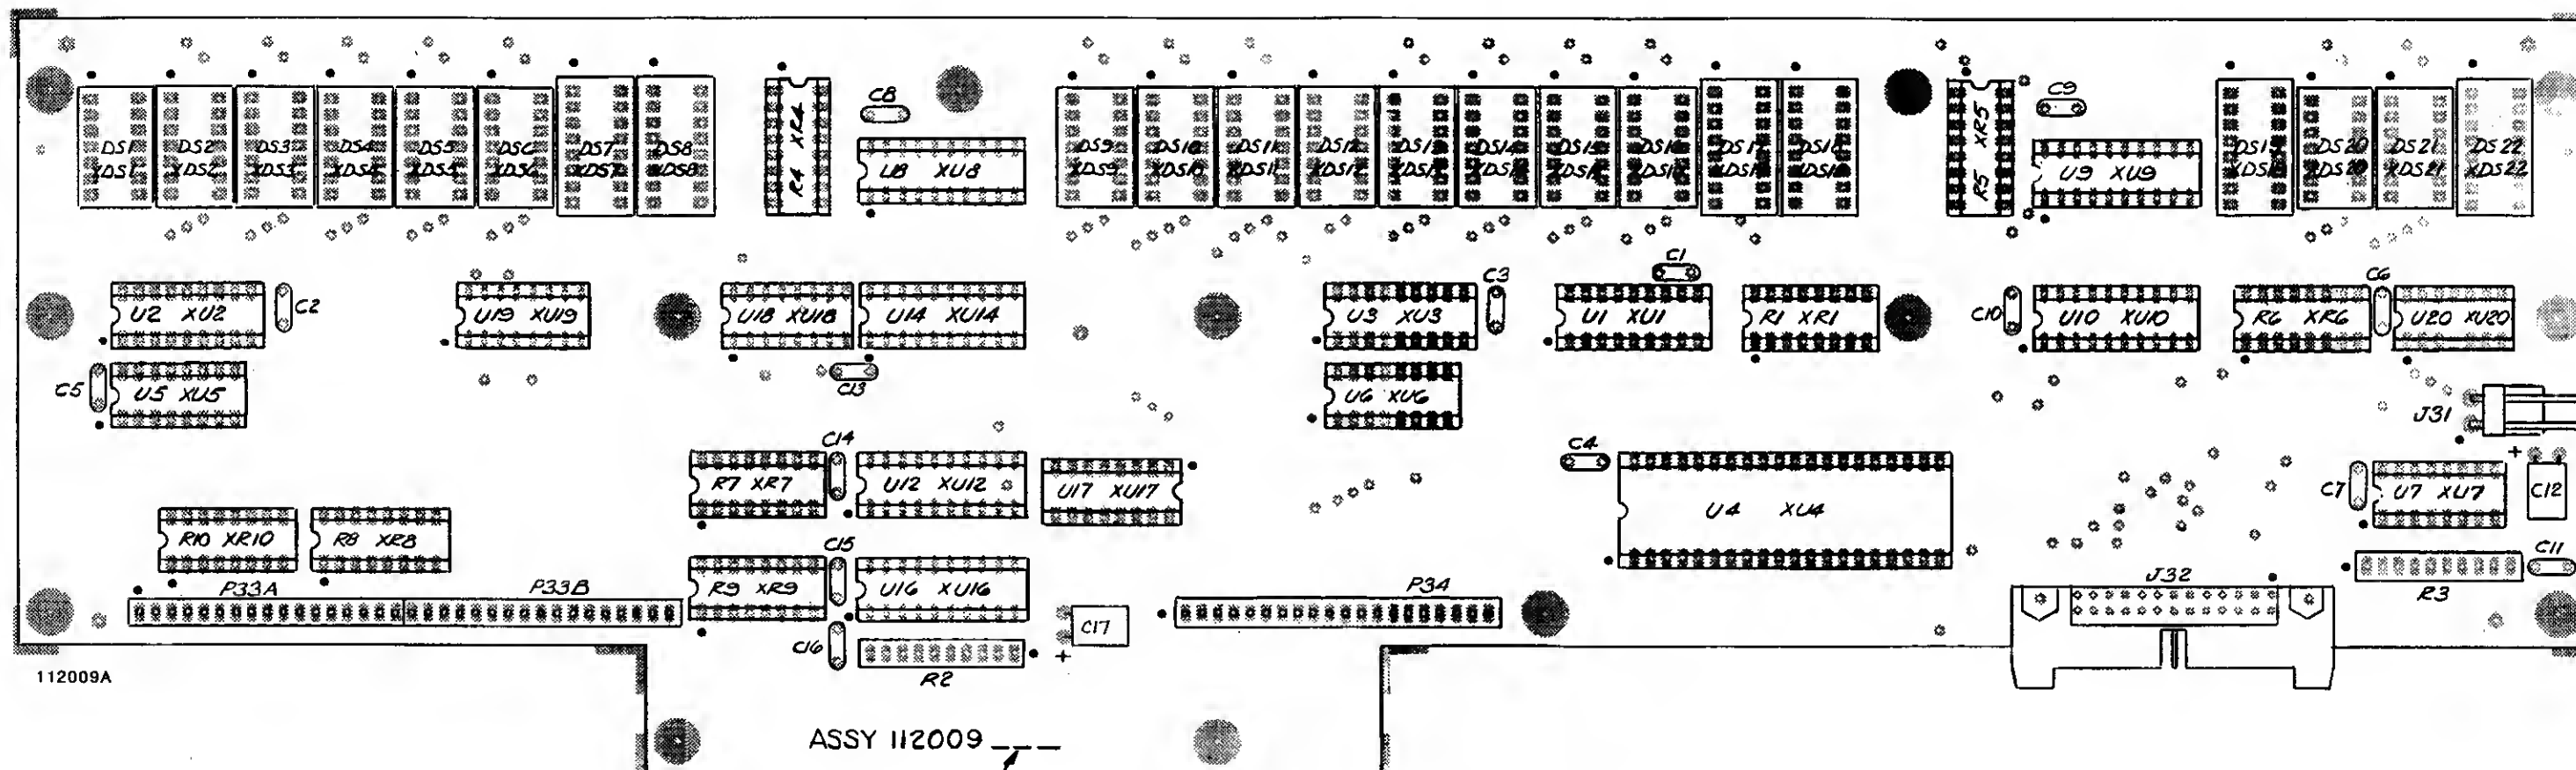 DS1 XDS1
DS2 XDS2
DS3 XDS3
DS4 XDS4
DS5 XDS5
DS6 XDS6
DS7 XDS7
DS8 XDS8
R4 XR4
C8
U8 XU8
DS9 XDS9
DS10 XDS10
DS11 XDS11
DS12 XDS12
DS13 XDS13
DS14 XDS14
DS15 XDS15
DS16 XDS16
DS17 XDS17
DS18 XDS18
R5 XR5
C9
U9 XU9
DS19 XDS19
DS20 XDS20
DS21 XDS21
DS22 XDS22
U2 XU2
C2
U19 XU19
U18 XU18
U14 XU14
U3 XU3
C3
C1
U1 XU1
R1 XR1
C10
U10 XU10
R6 XR6
C6
U20 XU20
C5
U5 XU5
C13
U6 XU6
J31
R7 XR7
C14
U12 XU12
U17 XU17
C4
U4 XU4
C7
U7 XU7
+
C12
R10 XR10
R8 XR8
R9 XR9
C15
U16 XU16
C11
R3
P33A
P33B
P34
J32
C17
+
C16
R2
112009A
ASSY 112009 ___